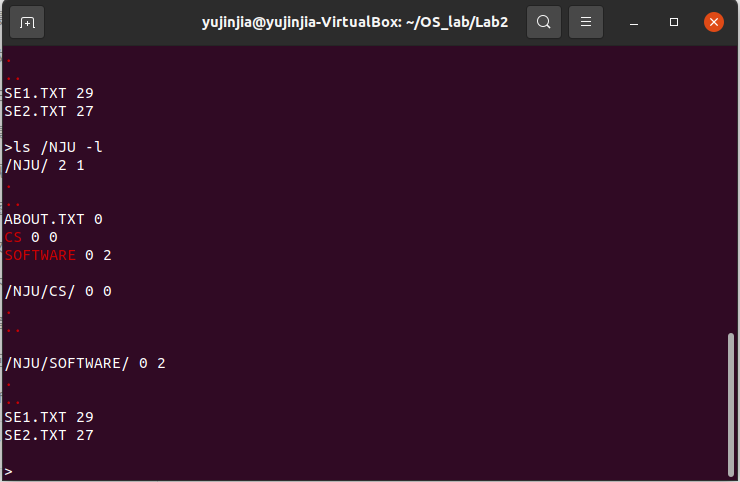 yujinjia@yujinjia-VirtualBox: ~/OS_lab/Lab2
.
..
SE1.TXT 29
SE2.TXT 27
>ls /NJU -l
/NJU/ 2 1
.
..
ABOUT.TXT 0
CS 0 0
SOFTWARE 0 2
/NJU/CS/ 0 0
.
..
/NJU/SOFTWARE/ 0 2
.
..
SE1.TXT 29
SE2.TXT 27
>